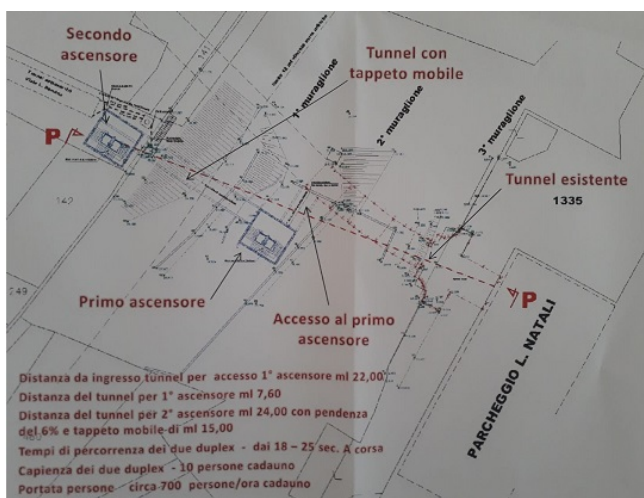 Secondo
ascensore
Tunnel con
tappeto mobile
141
1° muraglione
2° muraglione
3° muraglione
P
Tunnel esistente
1335
142
249
Primo ascensore
Accesso al primo
ascensore
P
PARCHEGGIO L. NATALI
Distanza da ingresso tunnel per accesso 1° ascensore ml 22,00
Distanza del tunnel per 1° ascensore ml 7,60
Distanza del tunnel per 2° ascensore ml 24,00 con pendenza
del 6% e tappeto mobile di ml 15,00
Tempi di percorrenza dei due duplex - dai 18 – 25 sec. A corsa
Capienza dei due duplex - 10 persone cadauno
Portata persone circa 700 persone/ora cadauno